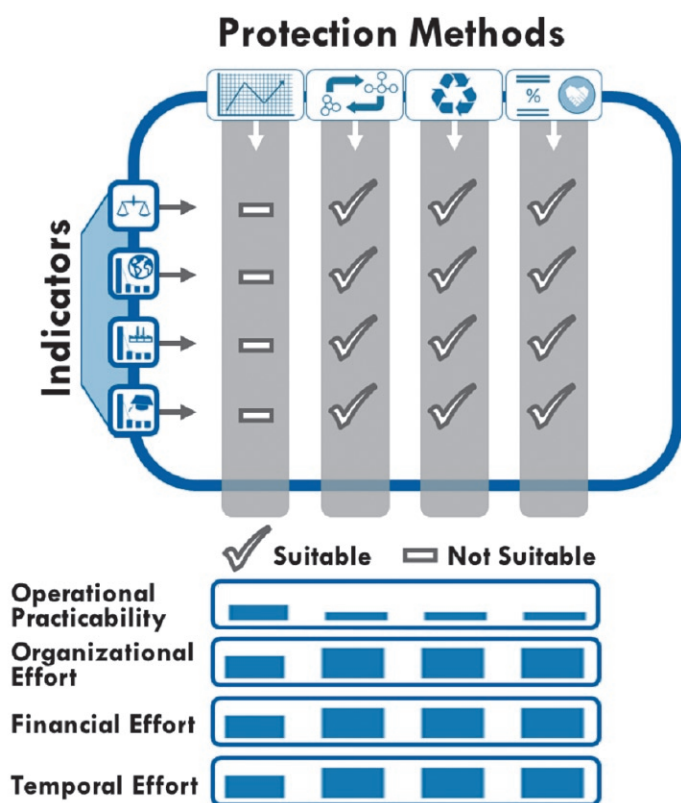 Protection Methods
%
Indicators
Suitable
Not Suitable
Operational
Practicability
Organizational
Effort
Financial Effort
Temporal Effort